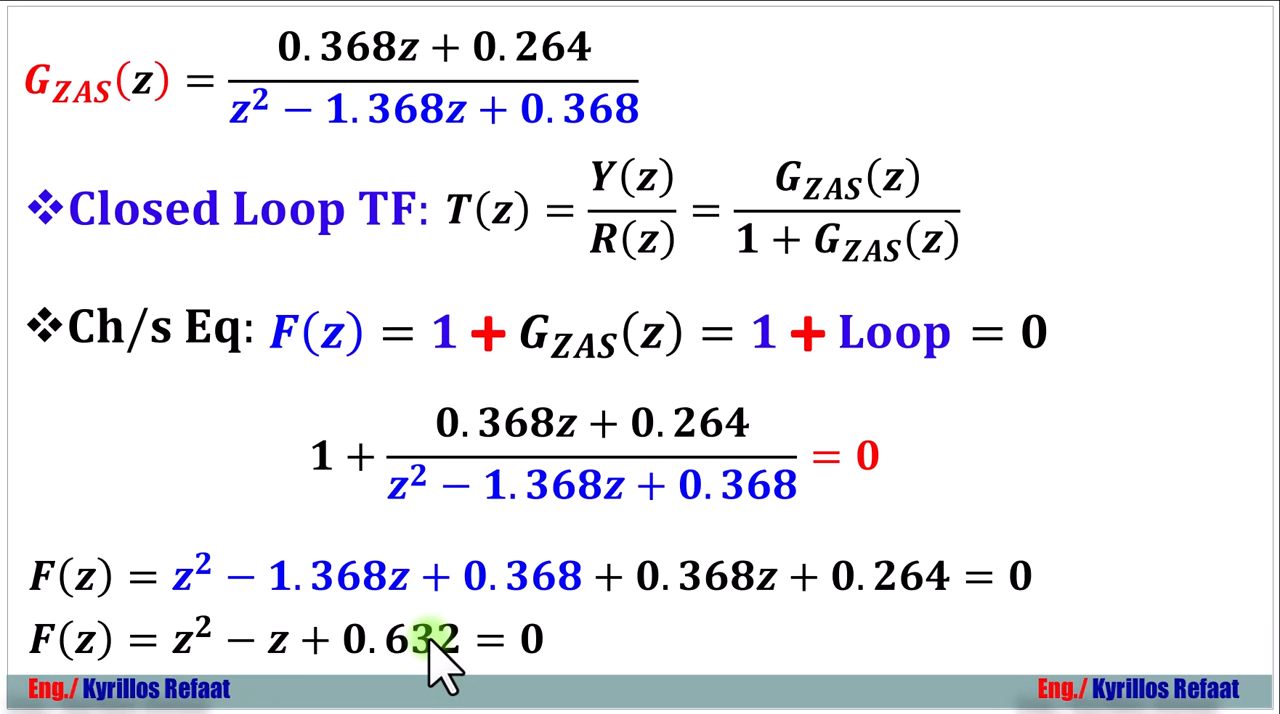 G_ZAS(z) = (0.368z + 0.264) / (z² − 1.368z + 0.368)
❖Closed Loop TF: T(z) = Y(z) / R(z) = G_ZAS(z) / (1 + G_ZAS(z))
❖Ch/s Eq: F(z) = 1 + G_ZAS(z) = 1 + Loop = 0
1 + (0.368z + 0.264) / (z² − 1.368z + 0.368) = 0
F(z) = z² − 1.368z + 0.368 + 0.368z + 0.264 = 0
F(z) = z² − z + 0.632 = 0
Eng./ Kyrillos Refaat
Eng./ Kyrillos Refaat